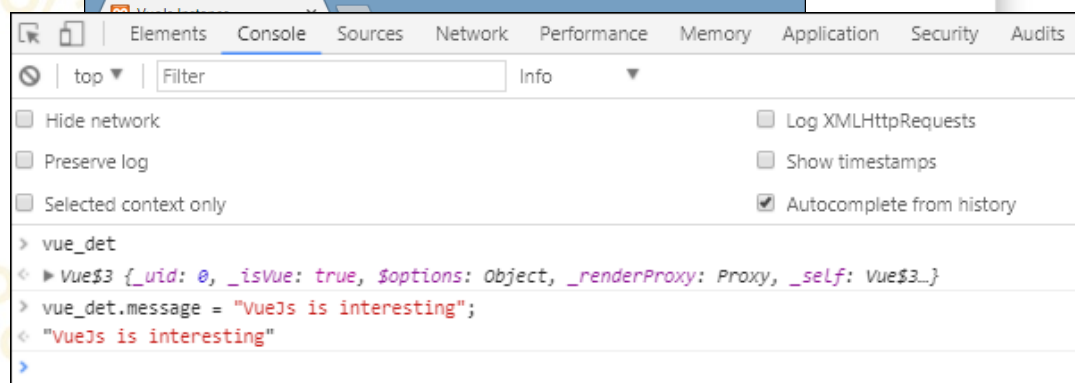 VueJs Instance ×
Elements Console Sources Network Performance Memory Application Security Audits
top ▼ Filter Info ▼
Hide network Log XMLHttpRequests
Preserve log Show timestamps
Selected context only Autocomplete from history
> vue_det
<· ▶ Vue$3 {_uid: 0, _isVue: true, $options: Object, _renderProxy: Proxy, _self: Vue$3…}
> vue_det.message = "VueJs is interesting";
<· "VueJs is interesting"
>